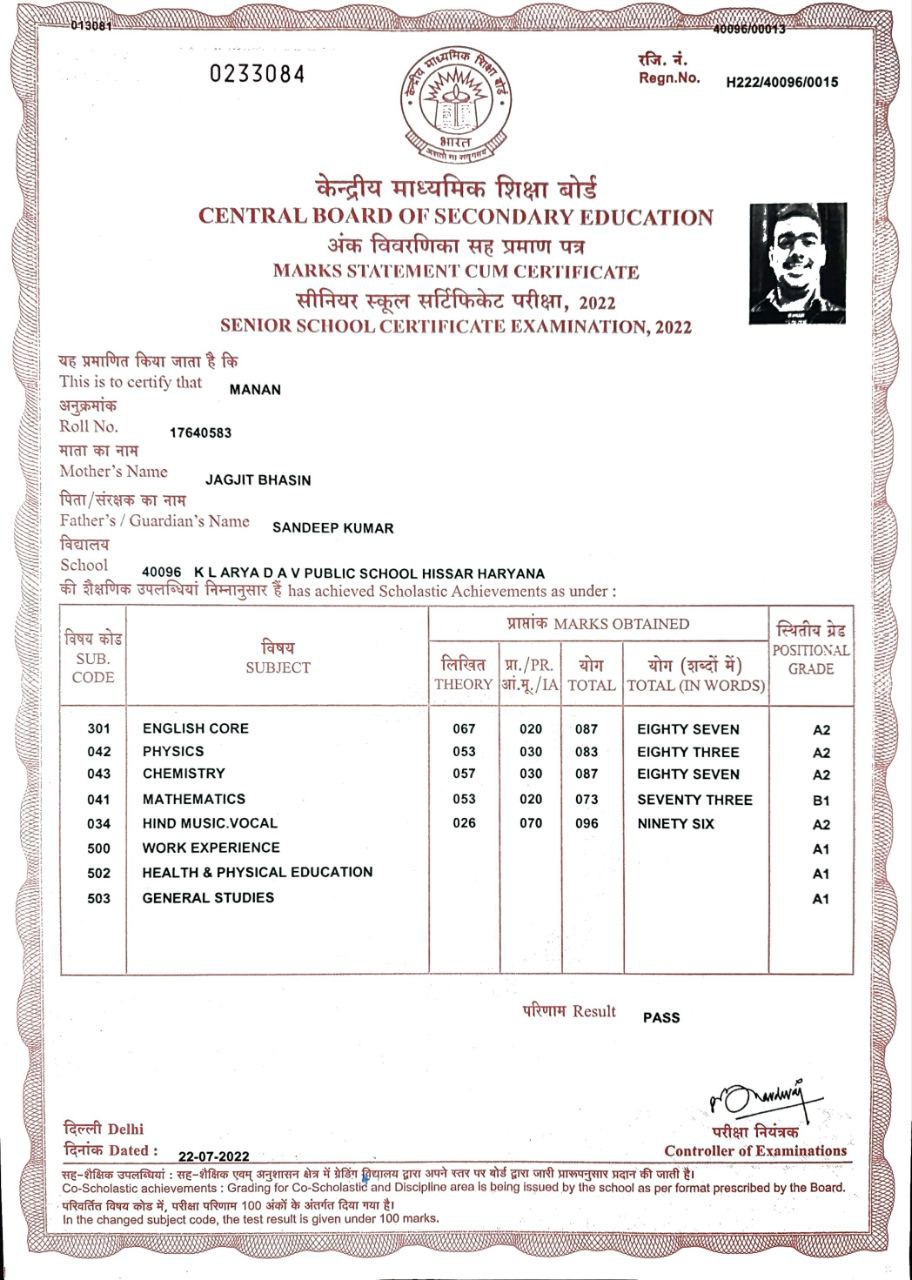 013081
40096/00013
0233084
रजि. नं.
Regn.No. H222/40096/0015
केन्द्रीय माध्यमिक शिक्षा बोर्ड
भारत
असतो मा सद्गमय
केन्द्रीय माध्यमिक शिक्षा बोर्ड
CENTRAL BOARD OF SECONDARY EDUCATION
अंक विवरणिका सह प्रमाण पत्र
MARKS STATEMENT CUM CERTIFICATE
सीनियर स्कूल सर्टिफिकेट परीक्षा, 2022
SENIOR SCHOOL CERTIFICATE EXAMINATION, 2022
यह प्रमाणित किया जाता है कि
This is to certify that MANAN
अनुक्रमांक
Roll No. 17640583
माता का नाम
Mother's Name JAGJIT BHASIN
पिता/संरक्षक का नाम
Father's / Guardian's Name SANDEEP KUMAR
विद्यालय
School 40096 K L ARYA D A V PUBLIC SCHOOL HISSAR HARYANA
की शैक्षणिक उपलब्धियां निम्नानुसार हैं has achieved Scholastic Achievements as under :
विषय कोड
SUB.
CODE
विषय
SUBJECT
प्राप्तांक MARKS OBTAINED
लिखित
THEORY
प्रा./PR.
आं.मू./IA
योग
TOTAL
योग (शब्दों में)
TOTAL (IN WORDS)
स्थितीय ग्रेड
POSITIONAL
GRADE
301 ENGLISH CORE 067 020 087 EIGHTY SEVEN A2
042 PHYSICS 053 030 083 EIGHTY THREE A2
043 CHEMISTRY 057 030 087 EIGHTY SEVEN A2
041 MATHEMATICS 053 020 073 SEVENTY THREE B1
034 HIND MUSIC.VOCAL 026 070 096 NINETY SIX A2
500 WORK EXPERIENCE A1
502 HEALTH & PHYSICAL EDUCATION A1
503 GENERAL STUDIES A1
परिणाम Result PASS
दिल्ली Delhi
दिनांक Dated : 22-07-2022
परीक्षा नियंत्रक
Controller of Examinations
सह-शैक्षिक उपलब्धियां : सह-शैक्षिक एवम् अनुशासन क्षेत्र में ग्रेडिंग विद्यालय द्वारा अपने स्तर पर बोर्ड द्वारा जारी प्रारूपनुसार प्रदान की जाती है।
Co-Scholastic achievements : Grading for Co-Scholastic and Discipline area is being issued by the school as per format prescribed by the Board.
परिवर्तित विषय कोड में, परीक्षा परिणाम 100 अंकों के अंतर्गत दिया गया है।
In the changed subject code, the test result is given under 100 marks.